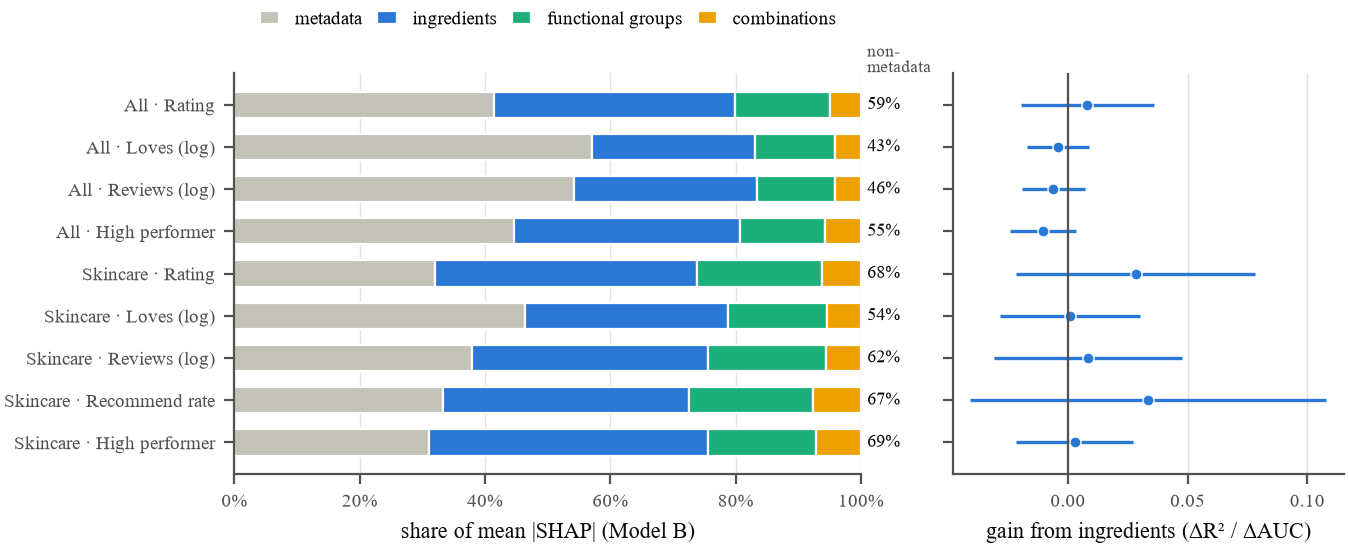 metadata ingredients functional groups combinations
non-
metadata
All · Rating 59%
All · Loves (log) 43%
All · Reviews (log) 46%
All · High performer 55%
Skincare · Rating 68%
Skincare · Loves (log) 54%
Skincare · Reviews (log) 62%
Skincare · Recommend rate 67%
Skincare · High performer 69%
0% 20% 40% 60% 80% 100% 0.00 0.05 0.10
share of mean |SHAP| (Model B) gain from ingredients (ΔR² / ΔAUC)